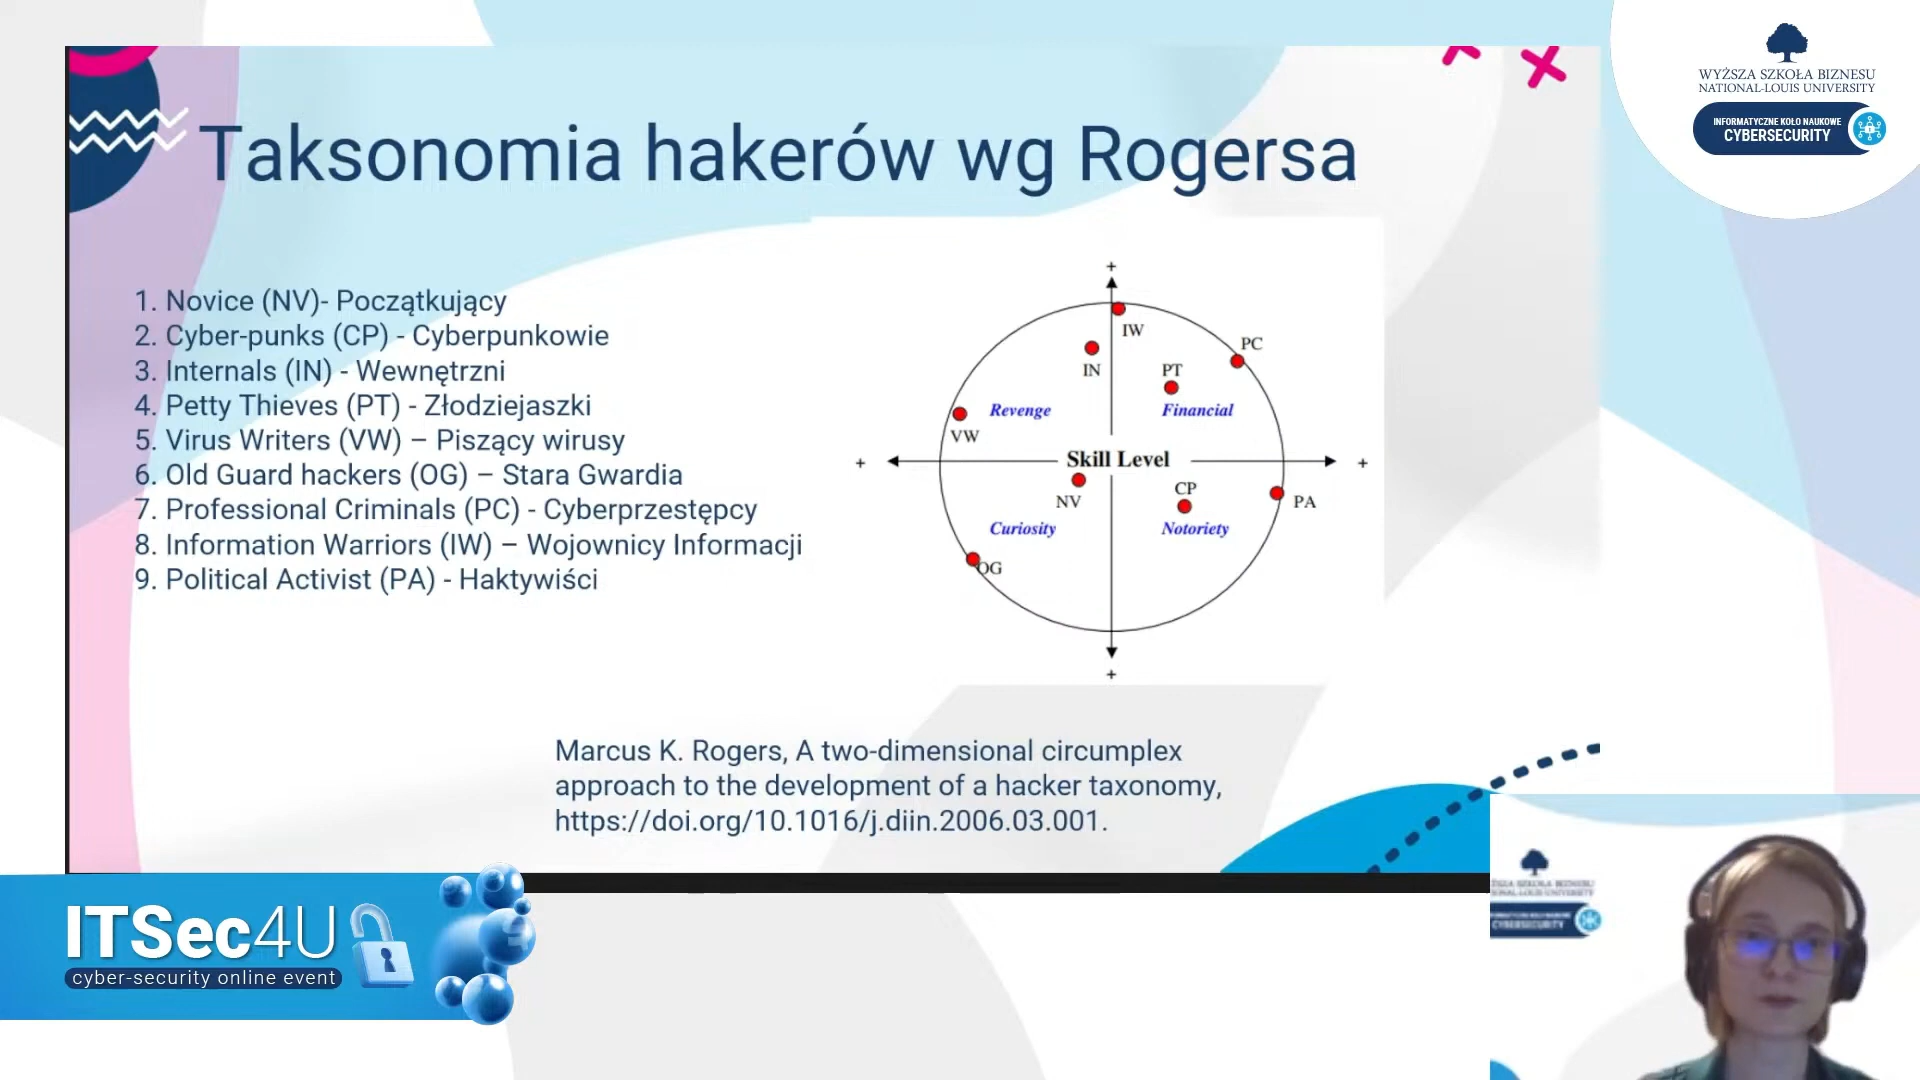 WYŻSZA SZKOŁA BIZNESU
NATIONAL-LOUIS UNIVERSITY
INFORMATYCZNE KOŁO NAUKOWE
CYBERSECURITY
Taksonomia hakerów wg Rogersa
1. Novice (NV)- Początkujący
2. Cyber-punks (CP) - Cyberpunkowie
3. Internals (IN) - Wewnętrzni
4. Petty Thieves (PT) - Złodziejaszki
5. Virus Writers (VW) – Piszący wirusy
6. Old Guard hackers (OG) – Stara Gwardia
7. Professional Criminals (PC) - Cyberprzestępcy
8. Information Warriors (IW) – Wojownicy Informacji
9. Political Activist (PA) - Haktywiści
+
IW
PC
IN
PT
Revenge
Financial
VW
+
Skill Level
+
NV
CP
PA
Curiosity
Notoriety
OG
+
Marcus K. Rogers, A two-dimensional circumplex
approach to the development of a hacker taxonomy,
https://doi.org/10.1016/j.diin.2006.03.001.
ITSec4U
cyber-security online event
CYBERSECURITY